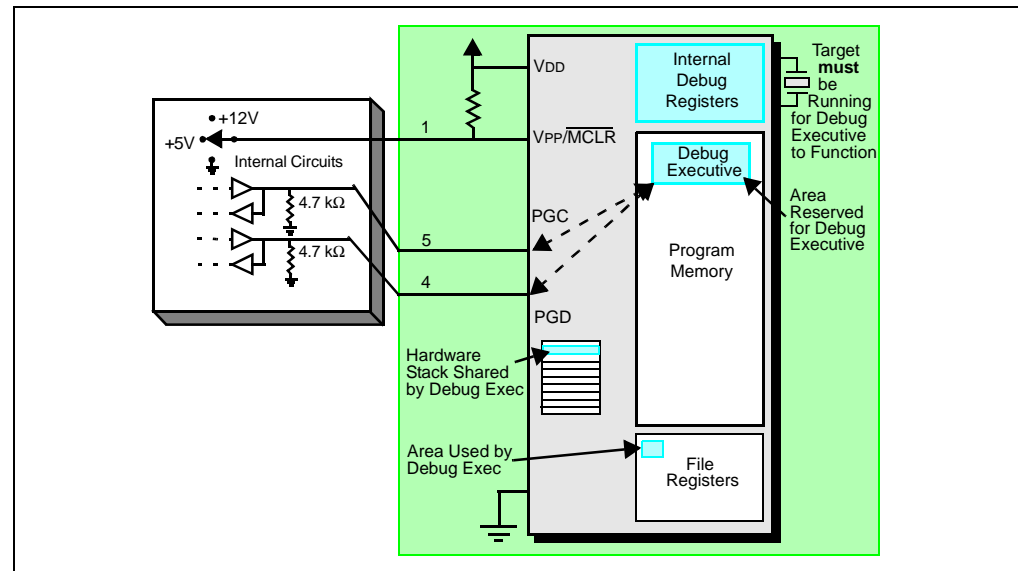 +12V
+5V
Internal Circuits
4.7 kΩ
4.7 kΩ
1
5
4
VDD
VPP/MCLR
PGC
PGD
Internal
Debug
Registers
Target
must
be
Running
for Debug
Executive
to Function
Debug
Executive
Area
Reserved
for Debug
Executive
Program
Memory
Hardware
Stack Shared
by Debug Exec
Area Used by
Debug Exec
File
Registers